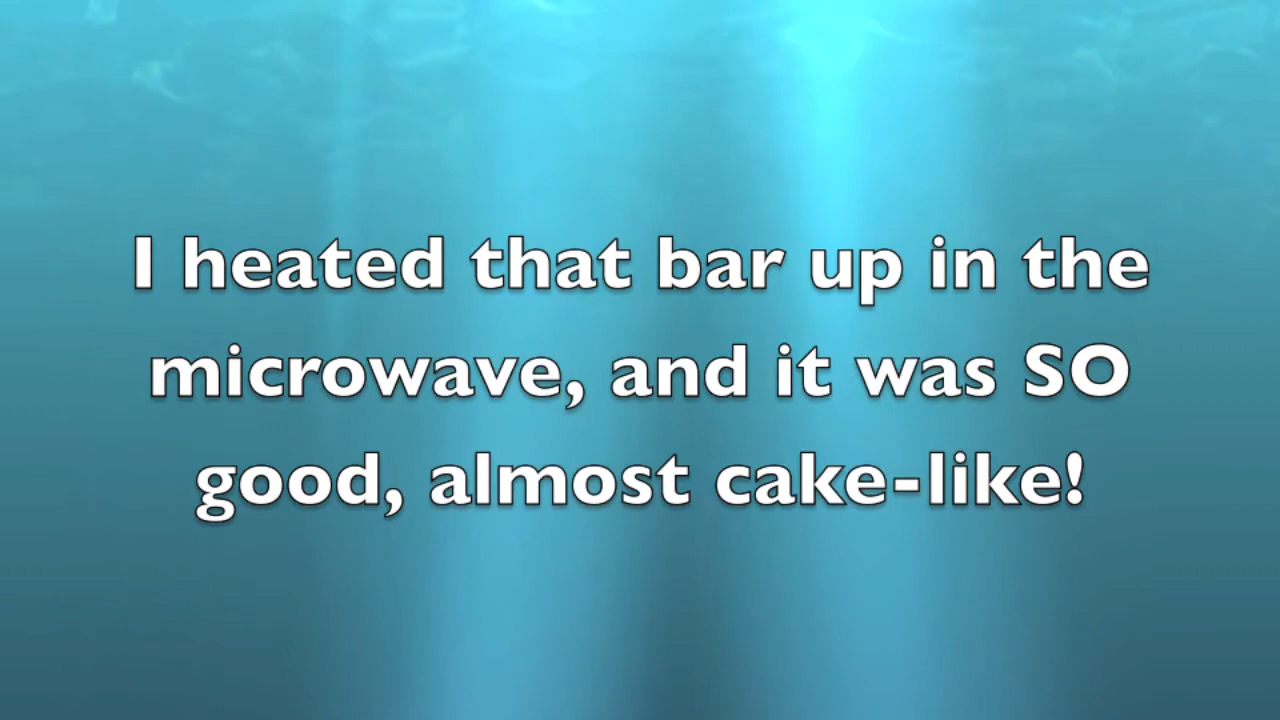 I heated that bar up in the
microwave, and it was SO
good, almost cake-like!